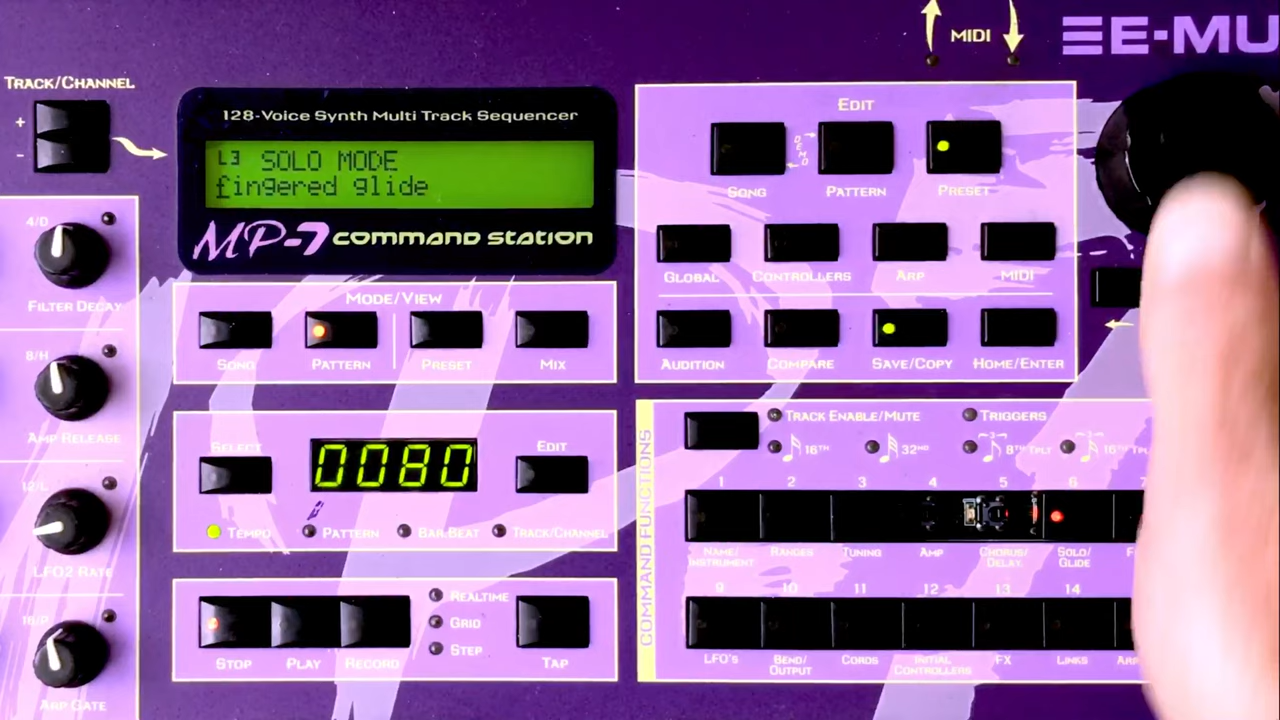 MIDI
E-MU
TRACK/CHANNEL
+
-
128-Voice Synth Multi Track Sequencer
L3 SOLO MODE
fingered glide
MP-7 COMMAND STATION
EDIT
DEMO
SONG
PATTERN
PRESET
GLOBAL
CONTROLLERS
ARP
MIDI
AUDITION
COMPARE
SAVE/COPY
HOME/ENTER
4/D
FILTER DECAY
8/H
AMP RELEASE
12/L
LFO2 RATE
16/P
ARP GATE
MODE/VIEW
SONG
PATTERN
PRESET
MIX
SELECT
0080
EDIT
TEMPO
PATTERN
BAR:BEAT
TRACK/CHANNEL
REALTIME
GRID
STEP
STOP
PLAY
RECORD
TAP
COMMAND FUNCTIONS
TRACK ENABLE/MUTE
TRIGGERS
16TH
32ND
3
8TH TPLT
3
16TH TPL
1 2 3 4 5 6 7
NAME/INSTRUMENT
RANGES
TUNING
AMP
CHORUS/DELAY
SOLO/GLIDE
F
9 10 11 12 13 14
LFO'S
BEND/OUTPUT
CORDS
INITIAL CONTROLLERS
FX
LINKS